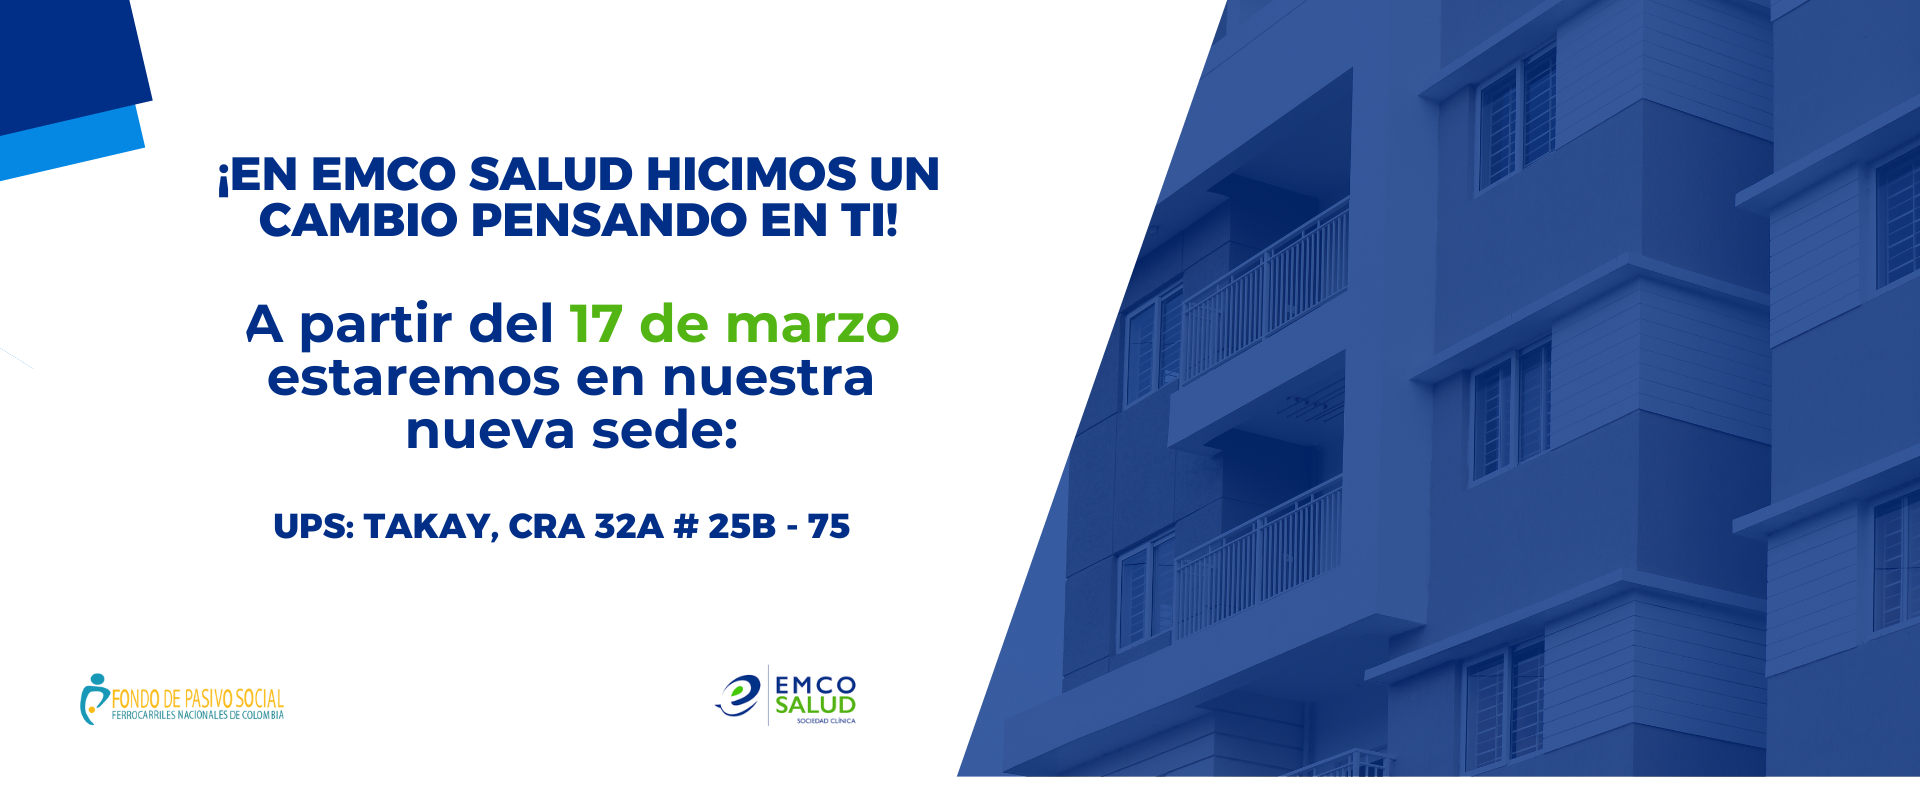 ¡EN EMCO SALUD HICIMOS UN
CAMBIO PENSANDO EN TI!
A partir del 17 de marzo
estaremos en nuestra
nueva sede:
UPS: TAKAY, CRA 32A # 25B - 75
FONDO DE PASIVO SOCIAL
FERROCARRILES NACIONALES DE COLOMBIA
EMCO
SALUD
SOCIEDAD CLÍNICA